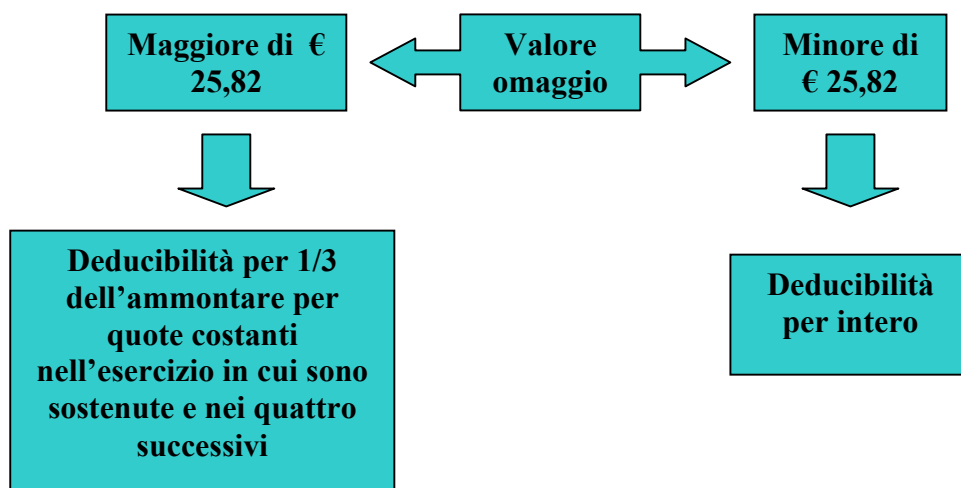 Maggiore di €
25,82
Valore
omaggio
Minore di
€ 25,82
Deducibilità per 1/3
dell’ammontare per
quote costanti
nell’esercizio in cui sono
sostenute e nei quattro
successivi
Deducibilità
per intero